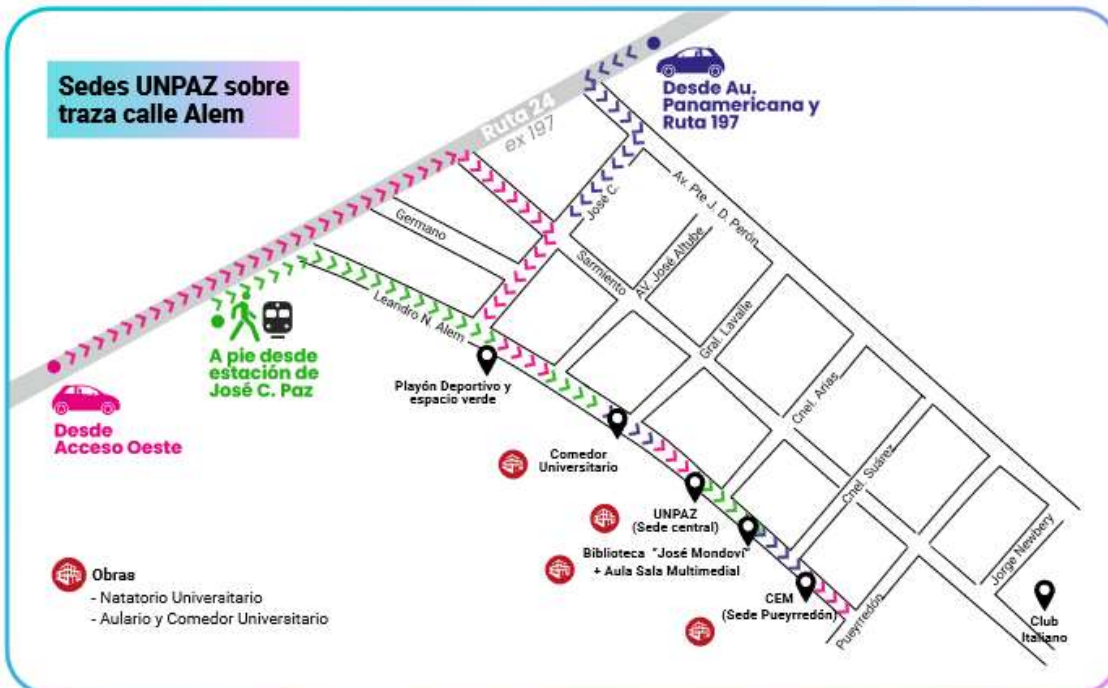 Sedes UNPAZ sobre
traza calle Alem
Ruta 24
ex 197
Desde Au.
Panamericana y
Ruta 197
Germano
José C.
Av. Pte J. D. Perón
Sarmiento
AV. José Altube
Leandro N. Alem
Gral. Lavalle
A pie desde
estación de
José C. Paz
Playón Deportivo y
espacio verde
Cnel. Arias
Desde
Acceso Oeste
Comedor
Universitario
Cnel. Suárez
UNPAZ
(Sede central)
Biblioteca "José Mondoví"
+ Aula Sala Multimedial
Jorge Newbery
CEM
(Sede Pueyrredón)
Pueyrredón
Club
Italiano
Obras
- Natatorio Universitario
- Aulario y Comedor Universitario